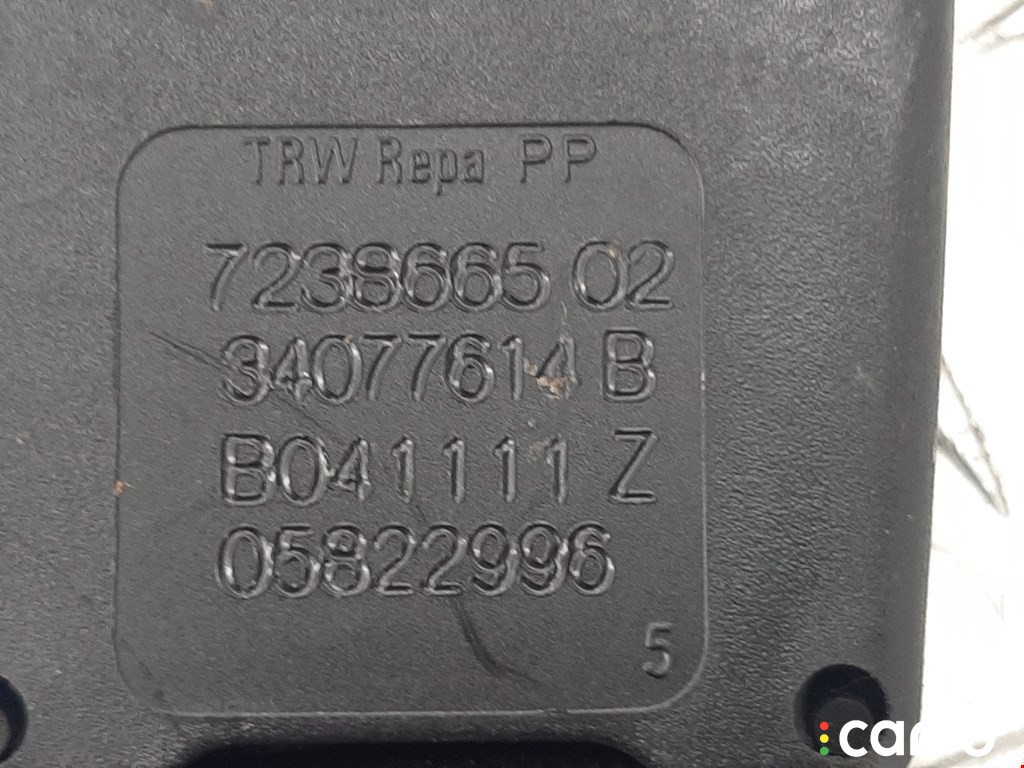 TRW Repa PP
7238665 02
34077614 B
B041111 Z
05822996
5